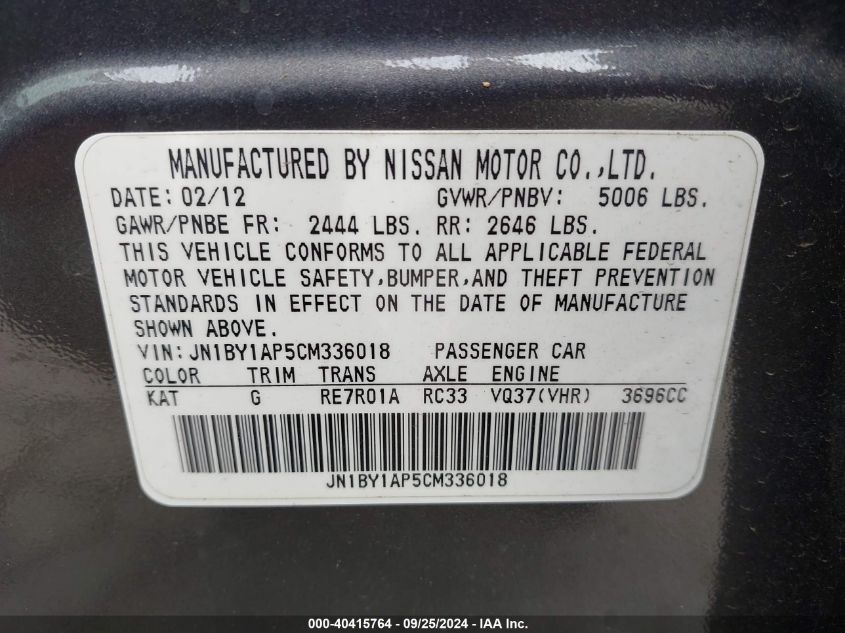 MANUFACTURED BY NISSAN MOTOR CO.,LTD.
DATE: 02/12 GVWR/PNBV: 5006 LBS.
GAWR/PNBE FR: 2444 LBS. RR: 2646 LBS.
THIS VEHICLE CONFORMS TO ALL APPLICABLE FEDERAL
MOTOR VEHICLE SAFETY,BUMPER,AND THEFT PREVENTION
STANDARDS IN EFFECT ON THE DATE OF MANUFACTURE
SHOWN ABOVE.
VIN:JN1BY1AP5CM336018 PASSENGER CAR
COLOR TRIM TRANS AXLE ENGINE
KAT G RE7R01A RC33 VQ37(VHR) 3696CC
JN1BY1AP5CM336018
000-40415764 - 09/25/2024 - IAA Inc.